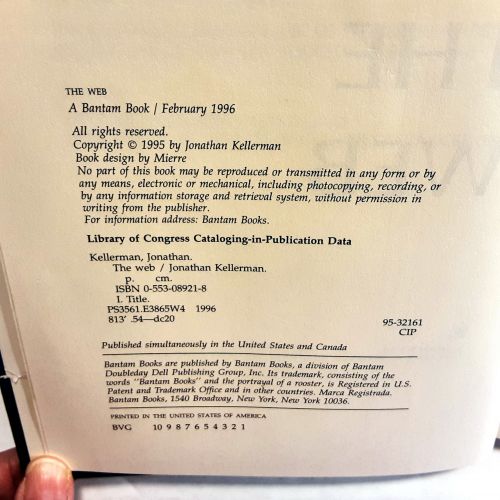 THE WEB
A Bantam Book / February 1996
All rights reserved.
Copyright © 1995 by Jonathan Kellerman
Book design by Mierre
No part of this book may be reproduced or transmitted in any form or by
any means, electronic or mechanical, including photocopying, recording, or
by any information storage and retrieval system, without permission in
writing from the publisher.
For information address: Bantam Books.
Library of Congress Cataloging-in-Publication Data
Kellerman, Jonathan.
The web / Jonathan Kellerman.
p. cm.
ISBN 0-553-08921-8
I. Title.
PS3561.E3865W4 1996
813' .54—dc20 95-32161
CIP
Published simultaneously in the United States and Canada
Bantam Books are published by Bantam Books, a division of Bantam
Doubleday Dell Publishing Group, Inc. Its trademark, consisting of the
words "Bantam Books" and the portrayal of a rooster, is Registered in U.S.
Patent and Trademark Office and in other countries. Marca Registrada.
Bantam Books, 1540 Broadway, New York, New York 10036.
PRINTED IN THE UNITED STATES OF AMERICA
BVG 10 9 8 7 6 5 4 3 2 1